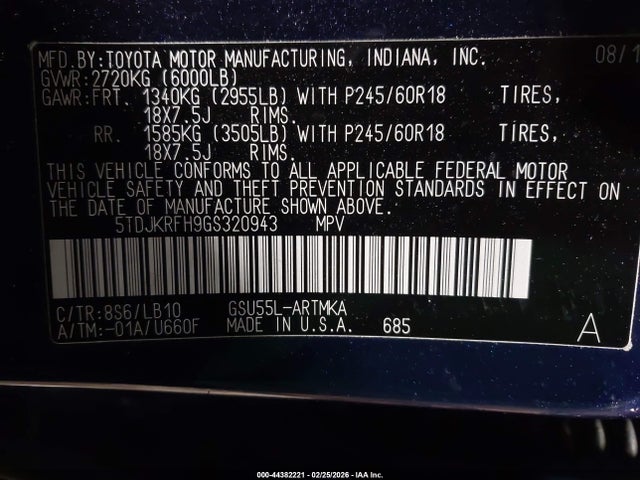 MFD.BY:TOYOTA MOTOR MANUFACTURING, INDIANA, INC. 08/1
GVWR:2720KG (6000LB)
GAWR:FRT. 1340KG (2955LB) WITH P245/60R18 TIRES,
18X7.5J RIMS.
RR. 1585KG (3505LB) WITH P245/60R18 TIRES,
18X7.5J RIMS.
THIS VEHICLE CONFORMS TO ALL APPLICABLE FEDERAL MOTOR
VEHICLE SAFETY AND THEFT PREVENTION STANDARDS IN EFFECT ON
THE DATE OF MANUFACTURE SHOWN ABOVE.
5TDJKRFH9GS320943 MPV
C/TR:8S6/LB10 GSU55L-ARTMKA
A/TM:-01A/U660F MADE IN U.S.A. 685 A
000-44382221 - 02/25/2026 - IAA Inc.